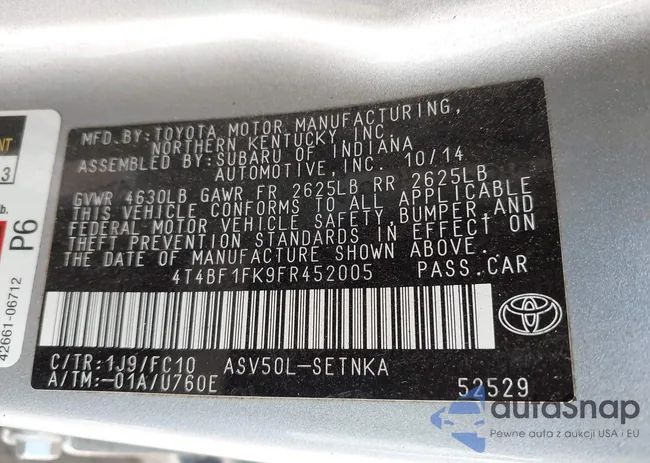 MFD.BY:TOYOTA MOTOR MANUFACTURING,
NORTHERN KENTUCKY INC.
ASSEMBLED BY:SUBARU OF INDIANA
AUTOMOTIVE, INC. 10/14
GVWR 4630LB GAWR FR 2625LB RR 2625LB
THIS VEHICLE CONFORMS TO ALL APPLICABLE
FEDERAL MOTOR VEHICLE SAFETY, BUMPER, AND
THEFT PREVENTION STANDARDS IN EFFECT ON
THE DATE OF MANUFACTURE SHOWN ABOVE.
4T4BF1FK9FR452005 PASS.CAR
C/TR:1J9/FC10 ASV50L-SETNKA
A/TM:-01A/U760E 52529
NT
3
b.
P6
42661-06712
autaSnap
Pewne auta z aukcji USA i EU